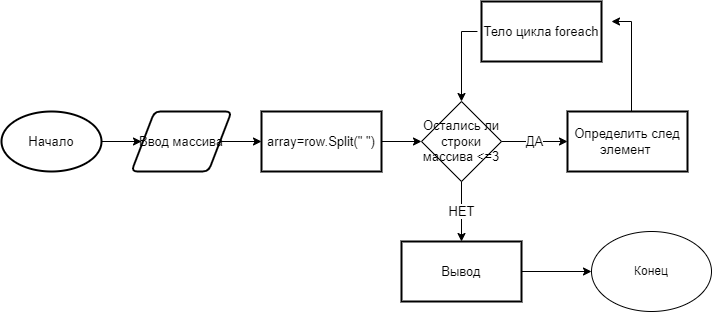 Тело цикла foreach
Начало
Ввод массива
array=row.Split(" ")
Остались ли
строки
массива <=3
ДА
Определить след
элемент
НЕТ
Вывод
Конец